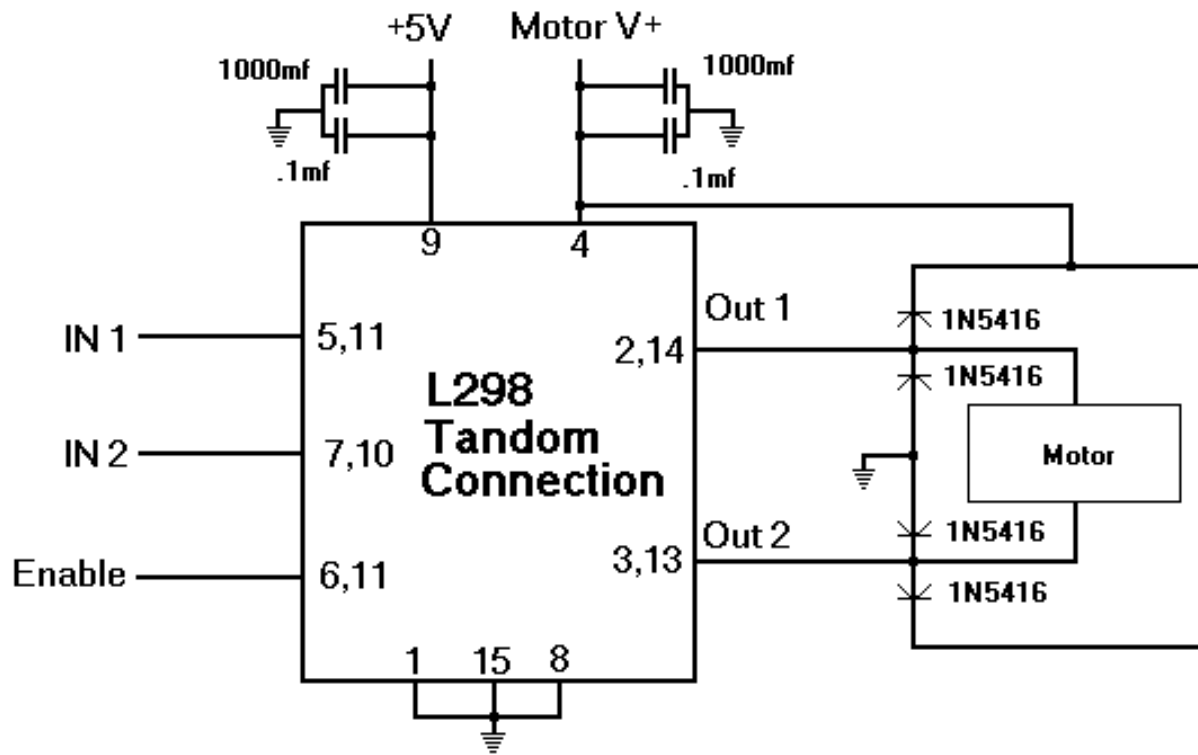 +5V
Motor V+
1000mf
1000mf
.1mf
.1mf
9
4
Out 1
1N5416
IN 1
5,11
2,14
1N5416
L298
Tandom
Connection
IN 2
7,10
Motor
Out 2
1N5416
3,13
Enable
6,11
1N5416
1
15
8